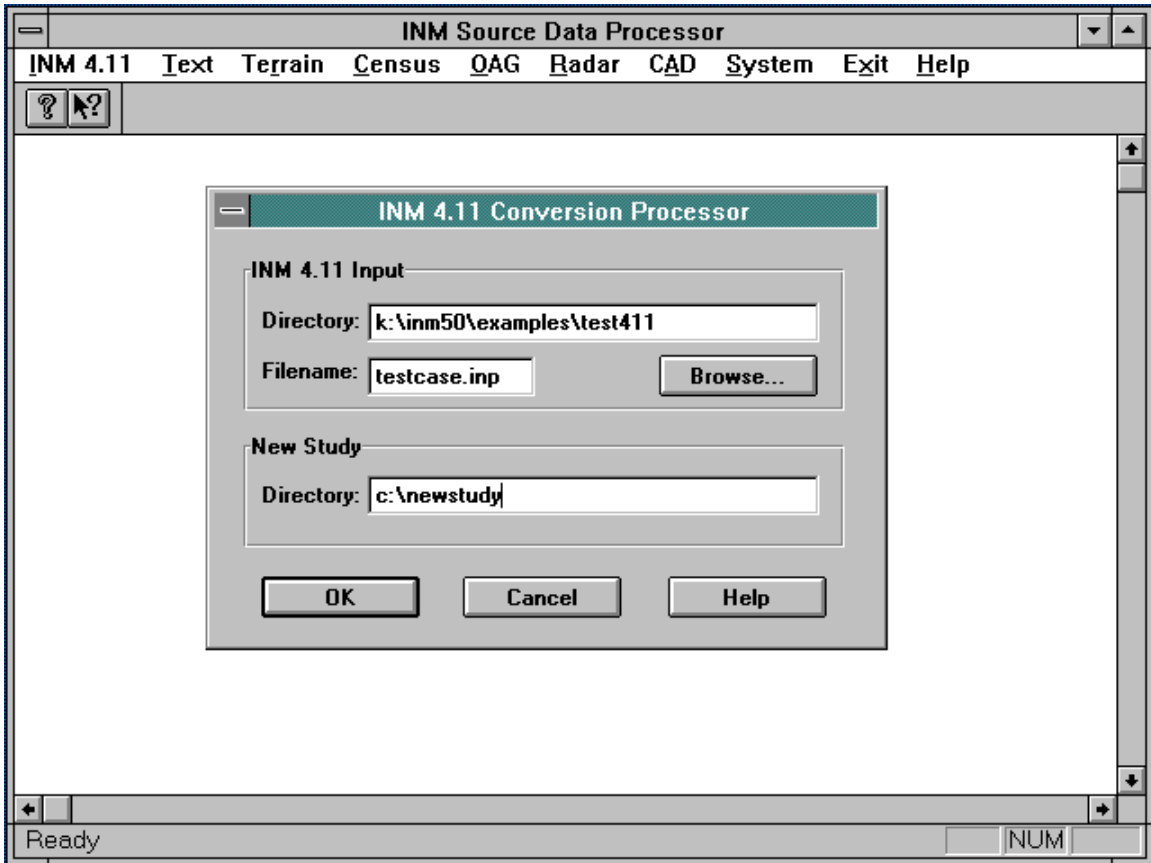 INM Source Data Processor
INM 4.11 Text Terrain Census OAG Radar CAD System Exit Help
? ?
INM 4.11 Conversion Processor
INM 4.11 Input
Directory: k:\inm50\examples\test411
Filename: testcase.inp Browse...
New Study
Directory: c:\newstudy
OK Cancel Help
Ready NUM